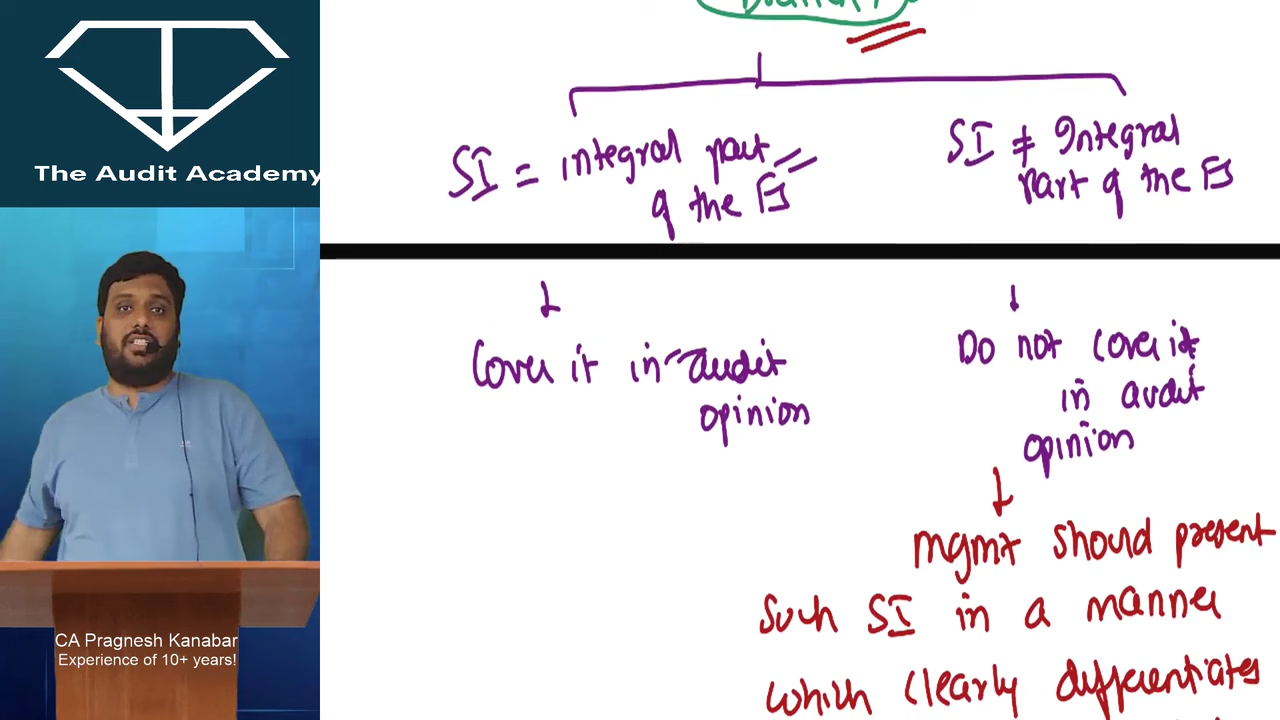 The Audit Academy
SI = integral part
of the FS
SI ≠ Integral
part of the FS
Cover it in audit
opinion
Do not cover it
in audit
opinion
mgmt should present
such SI in a manner
which clearly differentiates
CA Pragnesh Kanabar
Experience of 10+ years!